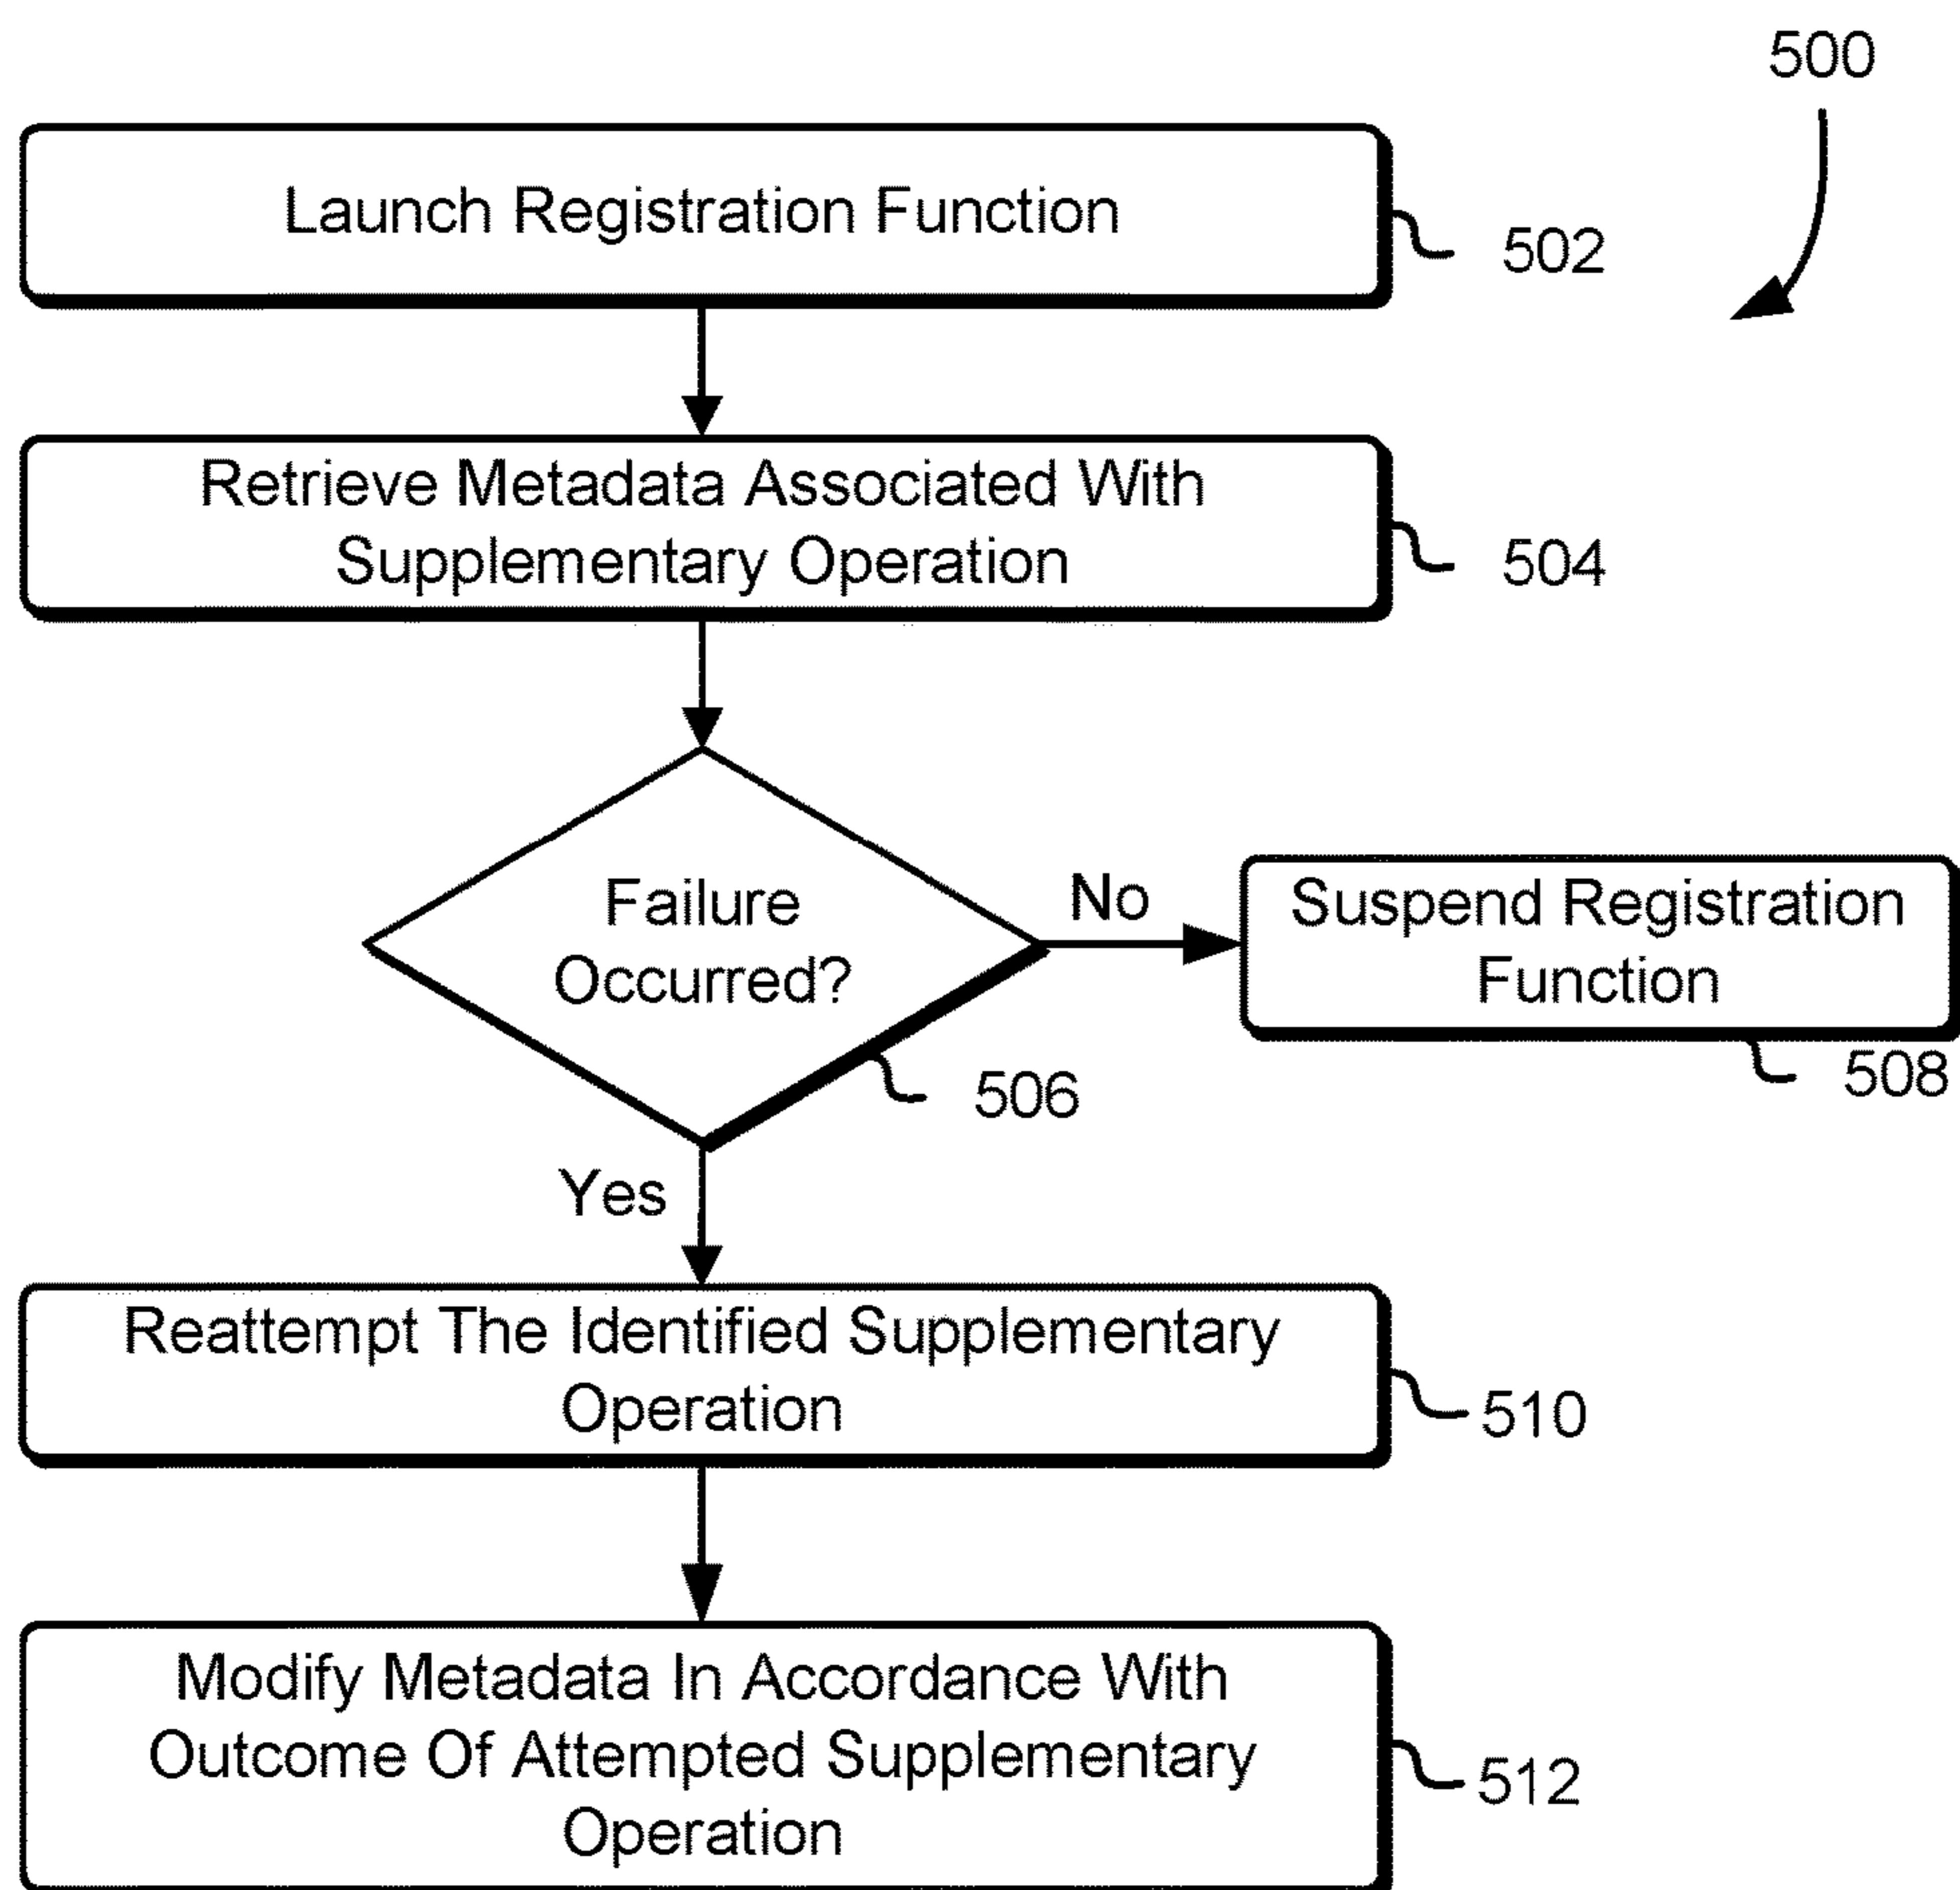 500
Launch Registration Function
502
Retrieve Metadata Associated With
Supplementary Operation
504
Failure
Occurred?
506
No
Suspend Registration
Function
508
Yes
Reattempt The Identified Supplementary
Operation
510
Modify Metadata In Accordance With
Outcome Of Attempted Supplementary
Operation
512